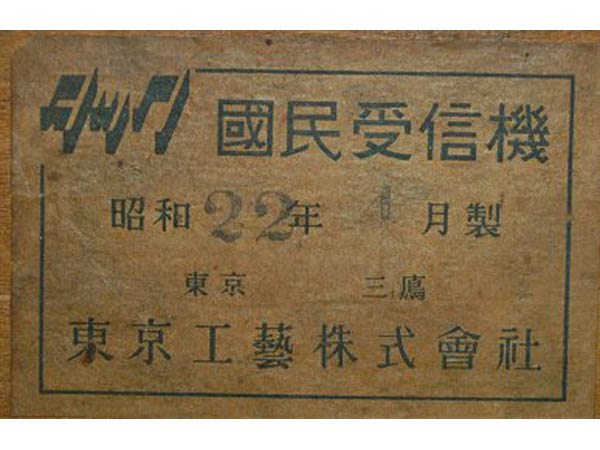 國民受信機
昭和22年 月製
東京 三鷹
東京工藝株式會社